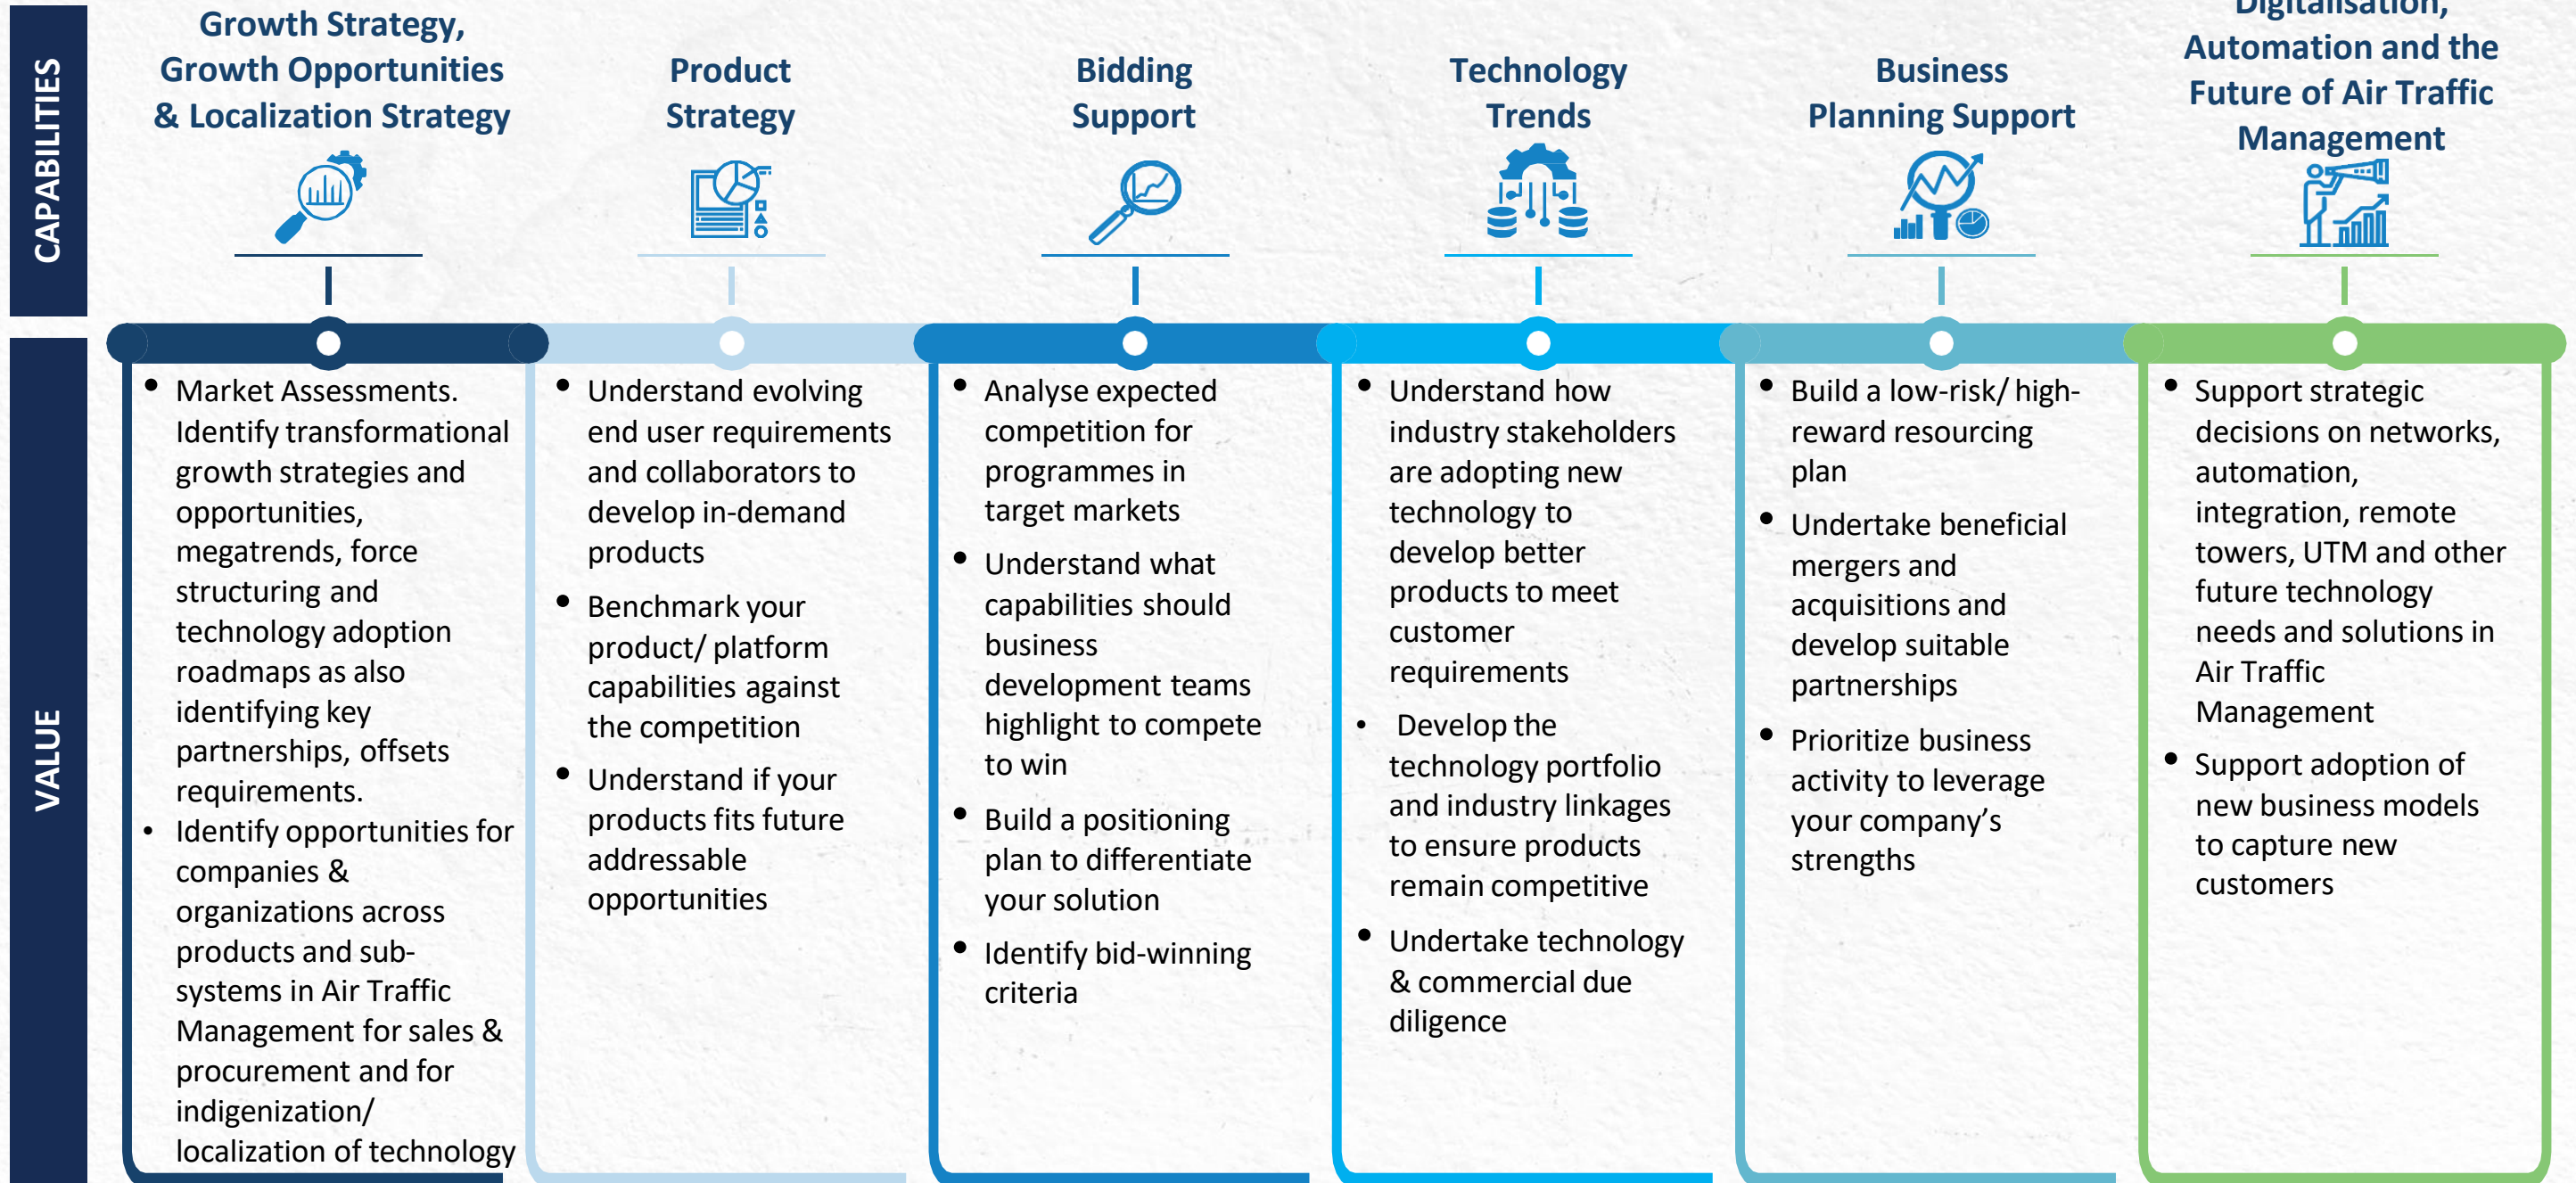 CAPABILITIES
Growth Strategy,
Growth Opportunities
& Localization Strategy
Product
Strategy
Bidding
Support
Technology
Trends
Business
Planning Support
Digitalisation,
Automation and the
Future of Air Traffic
Management
VALUE
• Market Assessments.
Identify transformational
growth strategies and
opportunities,
megatrends, force
structuring and
technology adoption
roadmaps as also
identifying key
partnerships, offsets
requirements.
• Identify opportunities for
companies &
organizations across
products and sub-
systems in Air Traffic
Management for sales &
procurement and for
indigenization/
localization of technology
• Understand evolving
end user requirements
and collaborators to
develop in-demand
products
• Benchmark your
product/ platform
capabilities against
the competition
• Understand if your
products fits future
addressable
opportunities
• Analyse expected
competition for
programmes in
target markets
• Understand what
capabilities should
business
development teams
highlight to compete
to win
• Build a positioning
plan to differentiate
your solution
• Identify bid-winning
criteria
• Understand how
industry stakeholders
are adopting new
technology to
develop better
products to meet
customer
requirements
• Develop the
technology portfolio
and industry linkages
to ensure products
remain competitive
• Undertake technology
& commercial due
diligence
• Build a low-risk/ high-
reward resourcing
plan
• Undertake beneficial
mergers and
acquisitions and
develop suitable
partnerships
• Prioritize business
activity to leverage
your company’s
strengths
• Support strategic
decisions on networks,
automation,
integration, remote
towers, UTM and other
future technology
needs and solutions in
Air Traffic
Management
• Support adoption of
new business models
to capture new
customers